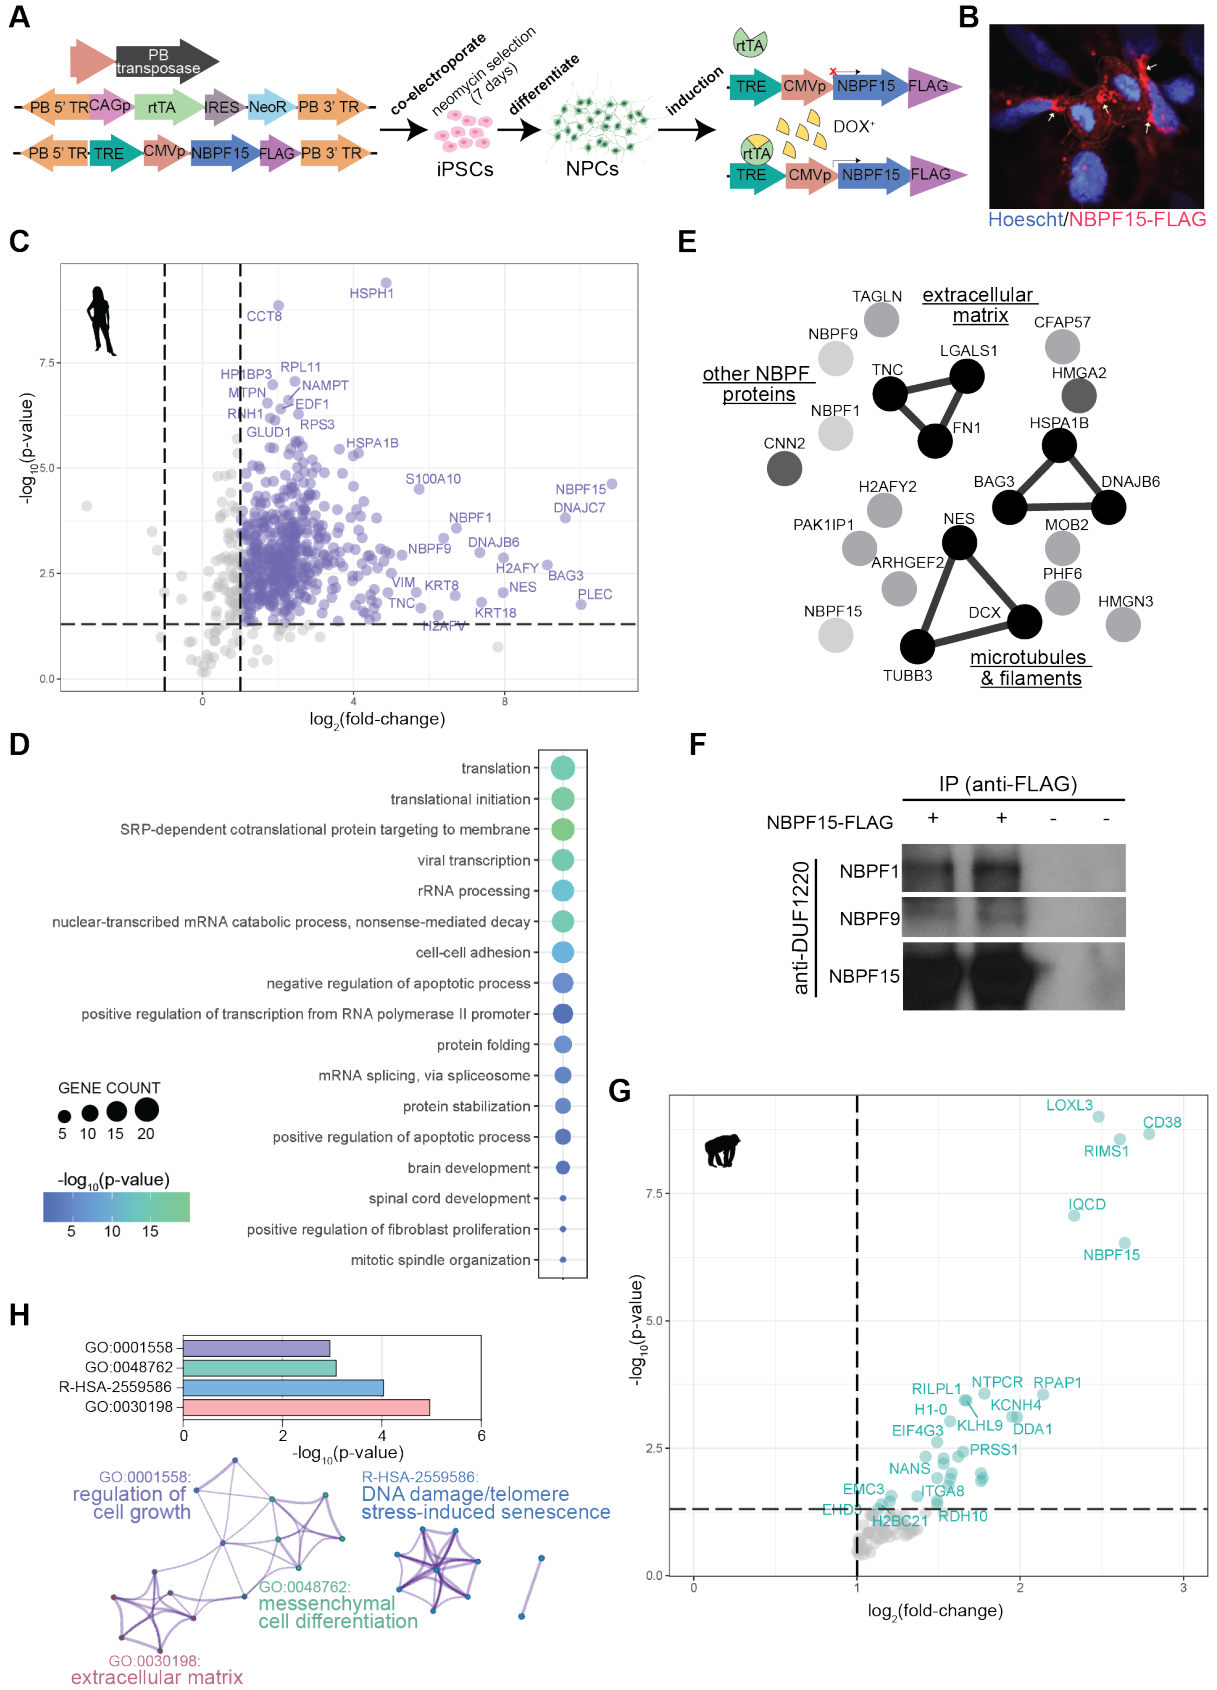 A
PB
transposase
PB 5' TR
CAGp
rtTA
IRES
NeoR
PB 3' TR
PB 5' TR
TRE
CMVp
NBPF15
FLAG
PB 3' TR
co-electroporate
neomycin selection
(7 days)
iPSCs
differentiate
NPCs
induction
rtTA
x
TRE
CMVp
NBPF15
FLAG
DOX+
rtTA
TRE
CMVp
NBPF15
FLAG
B
Hoescht/NBPF15-FLAG
C
HSPH1
CCT8
RPL11
HP1BP3
NAMPT
MTPN
EDF1
RNH1
RPS3
GLUD1
HSPA1B
S100A10
NBPF15
DNAJC7
NBPF1
NBPF9
DNAJB6
H2AFY
BAG3
VIM
KRT8
NES
PLEC
TNC
KRT18
H2AFV
7.5
5.0
2.5
0.0
0
4
8
-log10(p-value)
log2(fold-change)
D
translation
translational initiation
SRP-dependent cotranslational protein targeting to membrane
viral transcription
rRNA processing
nuclear-transcribed mRNA catabolic process, nonsense-mediated decay
cell-cell adhesion
negative regulation of apoptotic process
positive regulation of transcription from RNA polymerase II promoter
protein folding
mRNA splicing, via spliceosome
protein stabilization
positive regulation of apoptotic process
brain development
spinal cord development
positive regulation of fibroblast proliferation
mitotic spindle organization
GENE COUNT
5 10 15 20
-log10(p-value)
5 10 15
E
TAGLN
extracellular
matrix
CFAP57
NBPF9
LGALS1
other NBPF
proteins
TNC
HMGA2
NBPF1
FN1
HSPA1B
CNN2
BAG3
DNAJB6
H2AFY2
NES
PAK1IP1
MOB2
ARHGEF2
PHF6
NBPF15
DCX
HMGN3
TUBB3
microtubules
& filaments
F
IP (anti-FLAG)
NBPF15-FLAG + + - -
anti-DUF1220
NBPF1
NBPF9
NBPF15
G
LOXL3
CD38
RIMS1
IQCD
NBPF15
RILPL1
NTPCR
RPAP1
H1-0
KCNH4
KLHL9
DDA1
EIF4G3
PRSS1
NANS
EMC3
ITGA8
H2BC21
RDH10
7.5
5.0
2.5
0.0
0
1
2
3
-log10(p-value)
log2(fold-change)
H
GO:0001558
GO:0048762
R-HSA-2559586
GO:0030198
0 2 4 6
-log10(p-value)
GO:0001558:
regulation of
cell growth
R-HSA-2559586:
DNA damage/telomere
stress-induced senescence
GO:0048762:
mesenchymal
cell differentiation
GO:0030198:
extracellular matrix